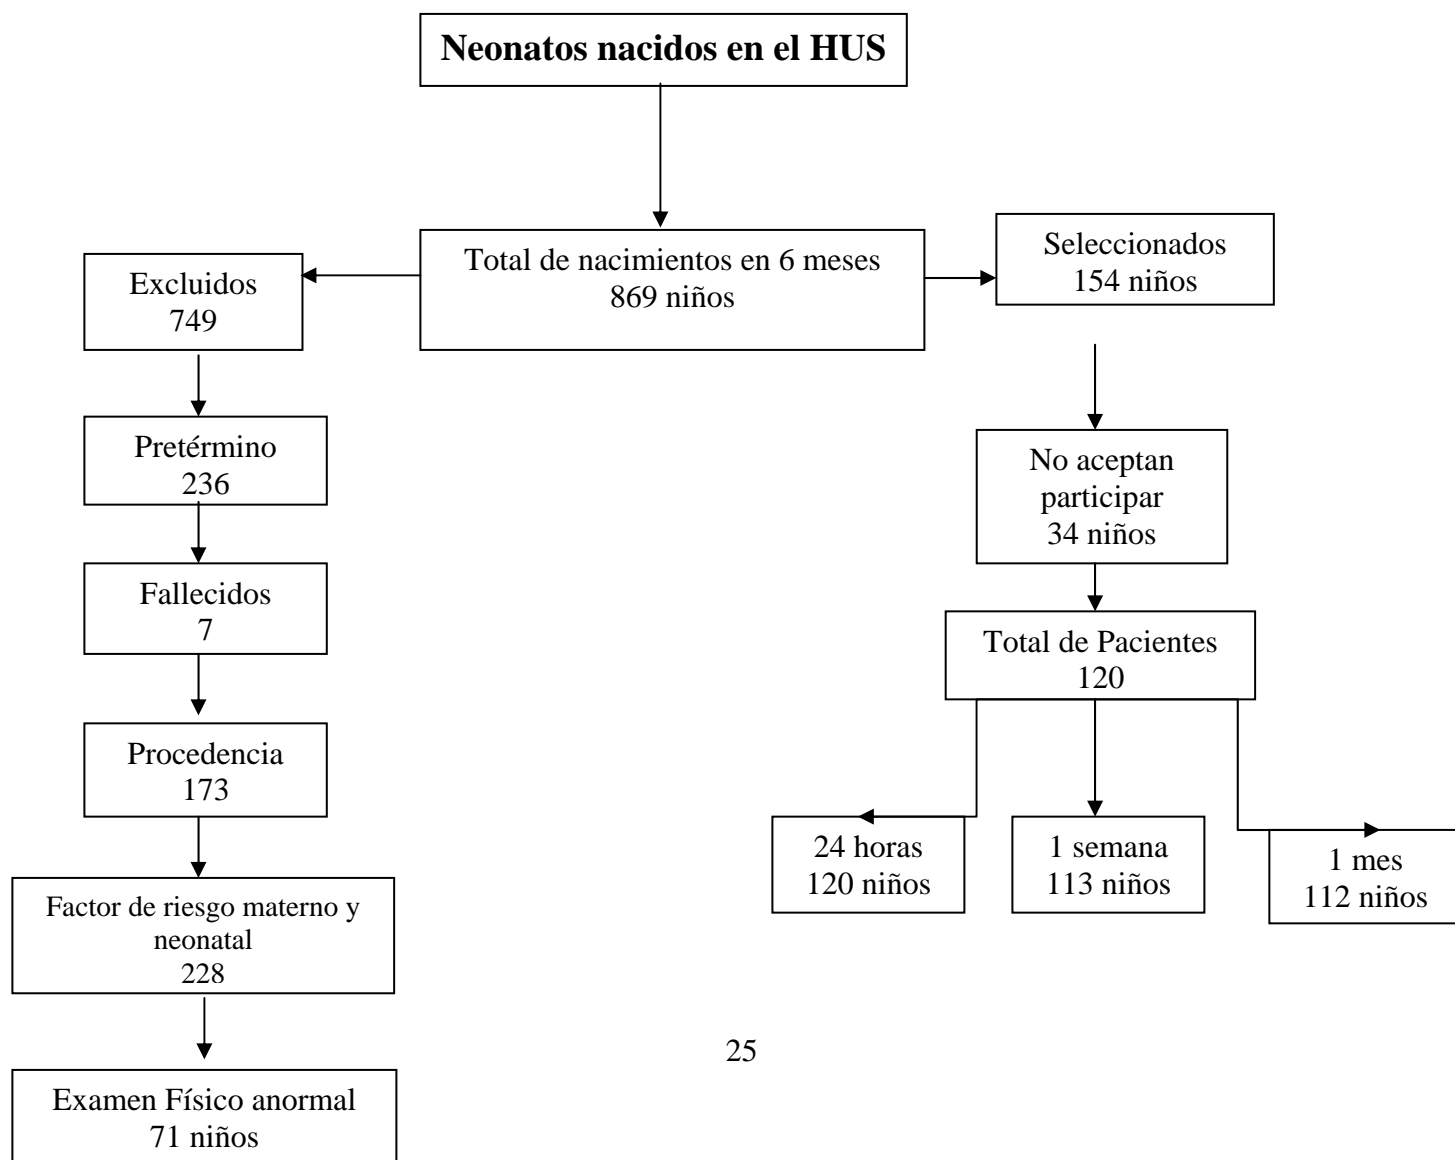 Neonatos nacidos en el HUS
Total de nacimientos en 6 meses
869 niños
Excluidos
749
Pretérmino
236
Fallecidos
7
Procedencia
173
Factor de riesgo materno y
neonatal
228
Examen Físico anormal
71 niños
Seleccionados
154 niños
No aceptan
participar
34 niños
Total de Pacientes
120
24 horas
120 niños
1 semana
113 niños
1 mes
112 niños
25